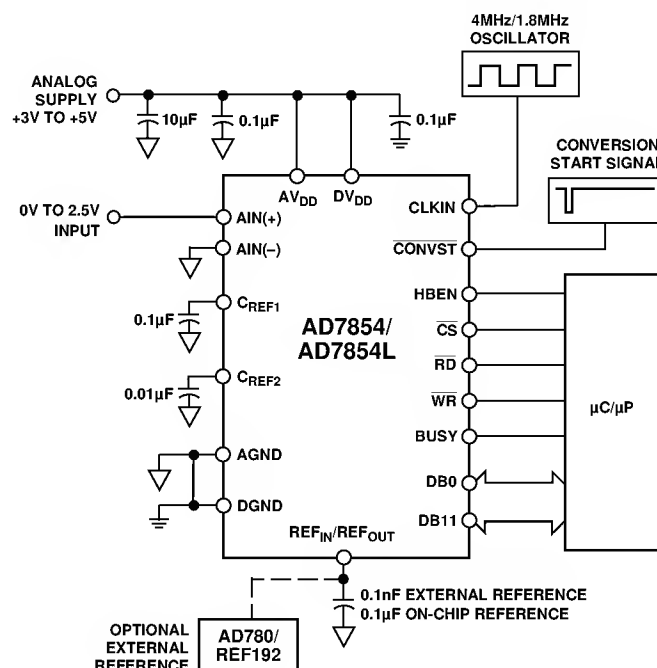 4MHz/1.8MHz
OSCILLATOR
ANALOG
SUPPLY
+3V TO +5V
10µF
0.1µF
0.1µF
CONVERSION
START SIGNAL
AVDD
DVDD
0V TO 2.5V
INPUT
AIN(+)
CLKIN
AIN(–)
CONVST
CREF1
HBEN
0.1µF
AD7854/
AD7854L
CS
RD
CREF2
0.01µF
WR
µC/µP
BUSY
AGND
DB0
DGND
DB11
REFIN/REFOUT
0.1nF EXTERNAL REFERENCE
0.1µF ON-CHIP REFERENCE
OPTIONAL
EXTERNAL
REFERENCE
AD780/
REF192